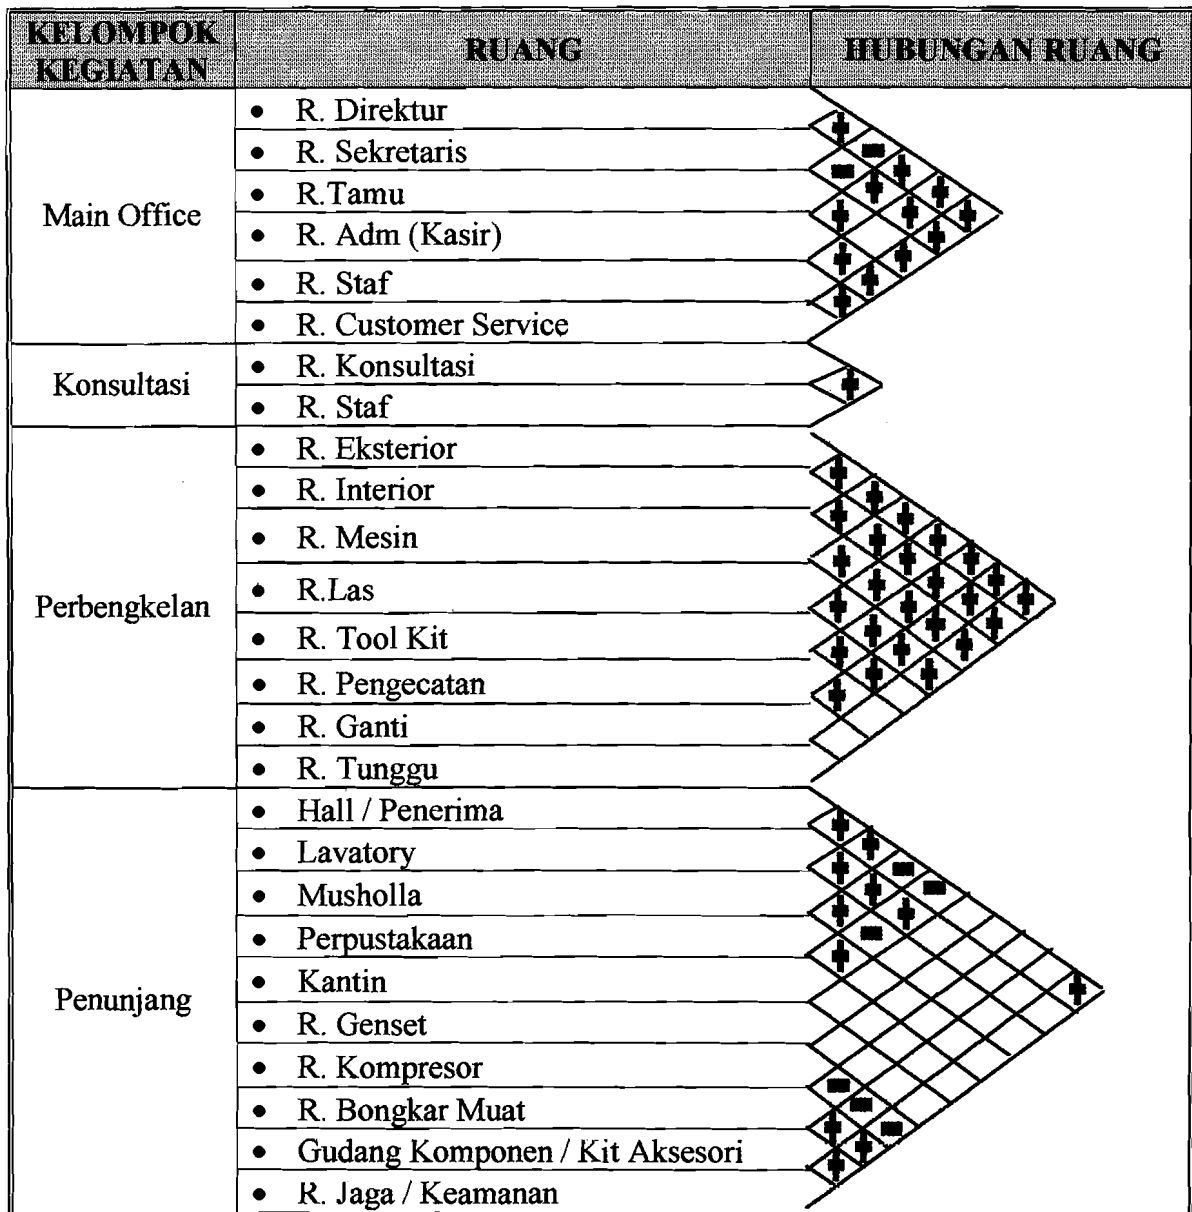 KELOMPOK KEGIATAN RUANG HUBUNGAN RUANG
Main Office
• R. Direktur
• R. Sekretaris
• R.Tamu
• R. Adm (Kasir)
• R. Staf
• R. Customer Service
Konsultasi
• R. Konsultasi
• R. Staf
Perbengkelan
• R. Eksterior
• R. Interior
• R. Mesin
• R.Las
• R. Tool Kit
• R. Pengecatan
• R. Ganti
• R. Tunggu
Penunjang
• Hall / Penerima
• Lavatory
• Musholla
• Perpustakaan
• Kantin
• R. Genset
• R. Kompresor
• R. Bongkar Muat
• Gudang Komponen / Kit Aksesori
• R. Jaga / Keamanan